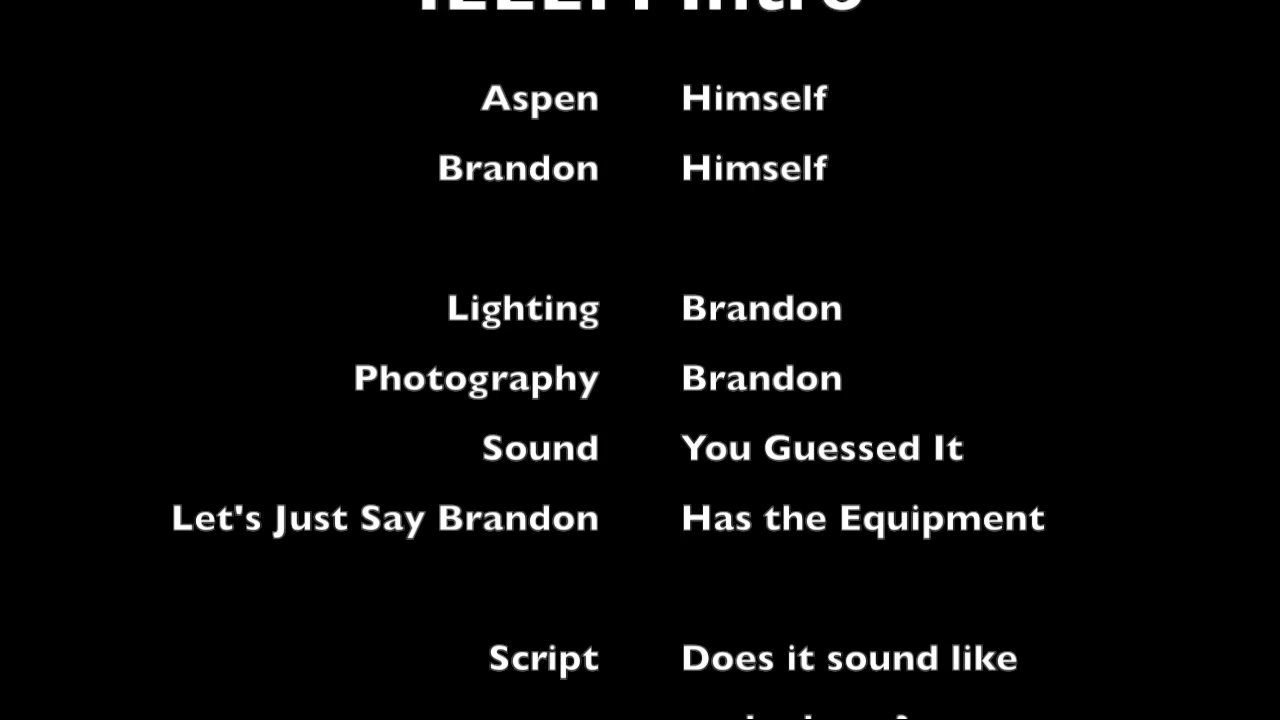 Intro
Aspen Himself
Brandon Himself
Lighting Brandon
Photography Brandon
Sound You Guessed It
Let's Just Say Brandon Has the Equipment
Script Does it sound like